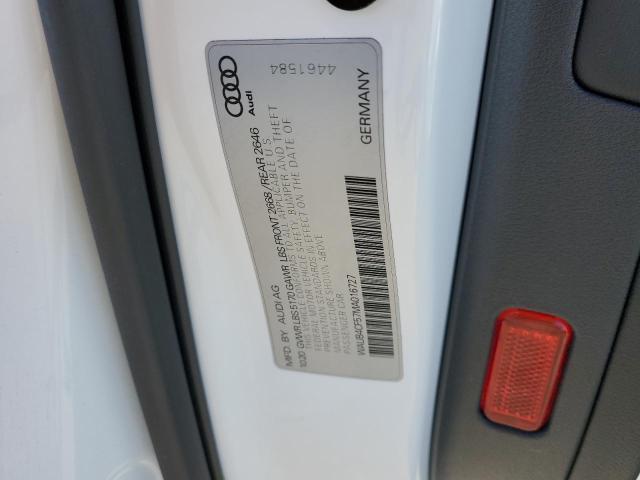 Audi
4461584
MFD. BY AUDI AG
10/20 GVWR LBS 5170 GAWR LBS FRONT 2668 /REAR 2646
THIS VEHICLE CONFORMS TO ALL APPLICABLE U.S.
FEDERAL MOTOR VEHICLE SAFETY, BUMPER AND THEFT
PREVENTION STANDARDS IN EFFECT ON THE DATE OF
MANUFACTURE SHOWN ABOVE
PASSENGER CAR
WAUB4CF57MA016727
GERMANY